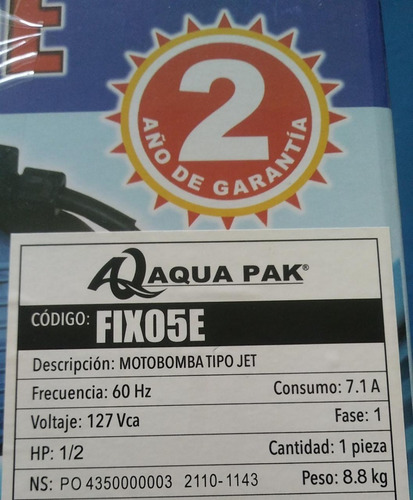 E
2
AÑO DE GARANTÍA
AQUA PAK®
CÓDIGO: FIX05E
Descripción: MOTOBOMBA TIPO JET
Frecuencia: 60 Hz Consumo: 7.1 A
Voltaje: 127 Vca Fase: 1
HP: 1/2 Cantidad: 1 pieza
NS: PO 4350000003 2110-1143 Peso: 8.8 kg